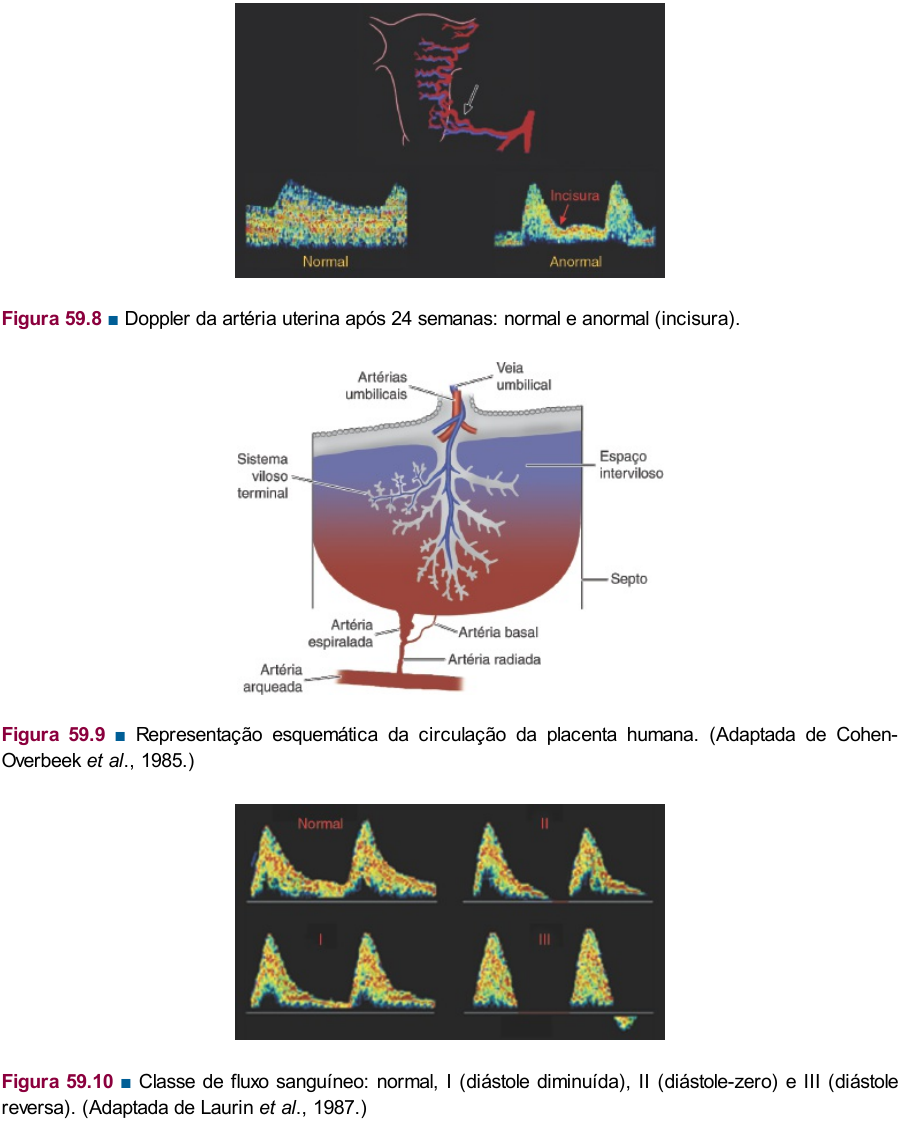 Incisura
Normal
Anormal
Figura 59.8 ■ Doppler da artéria uterina após 24 semanas: normal e anormal (incisura).
Artérias
umbilicais
Veia
umbilical
Sistema
viloso
terminal
Espaço
interviloso
Septo
Artéria
espiralada
Artéria basal
Artéria radiada
Artéria
arqueada
Figura 59.9 ■ Representação esquemática da circulação da placenta humana. (Adaptada de Cohen-
Overbeek et al., 1985.)
Normal
II
I
III
Figura 59.10 ■ Classe de fluxo sanguíneo: normal, I (diástole diminuída), II (diástole-zero) e III (diástole
reversa). (Adaptada de Laurin et al., 1987.)